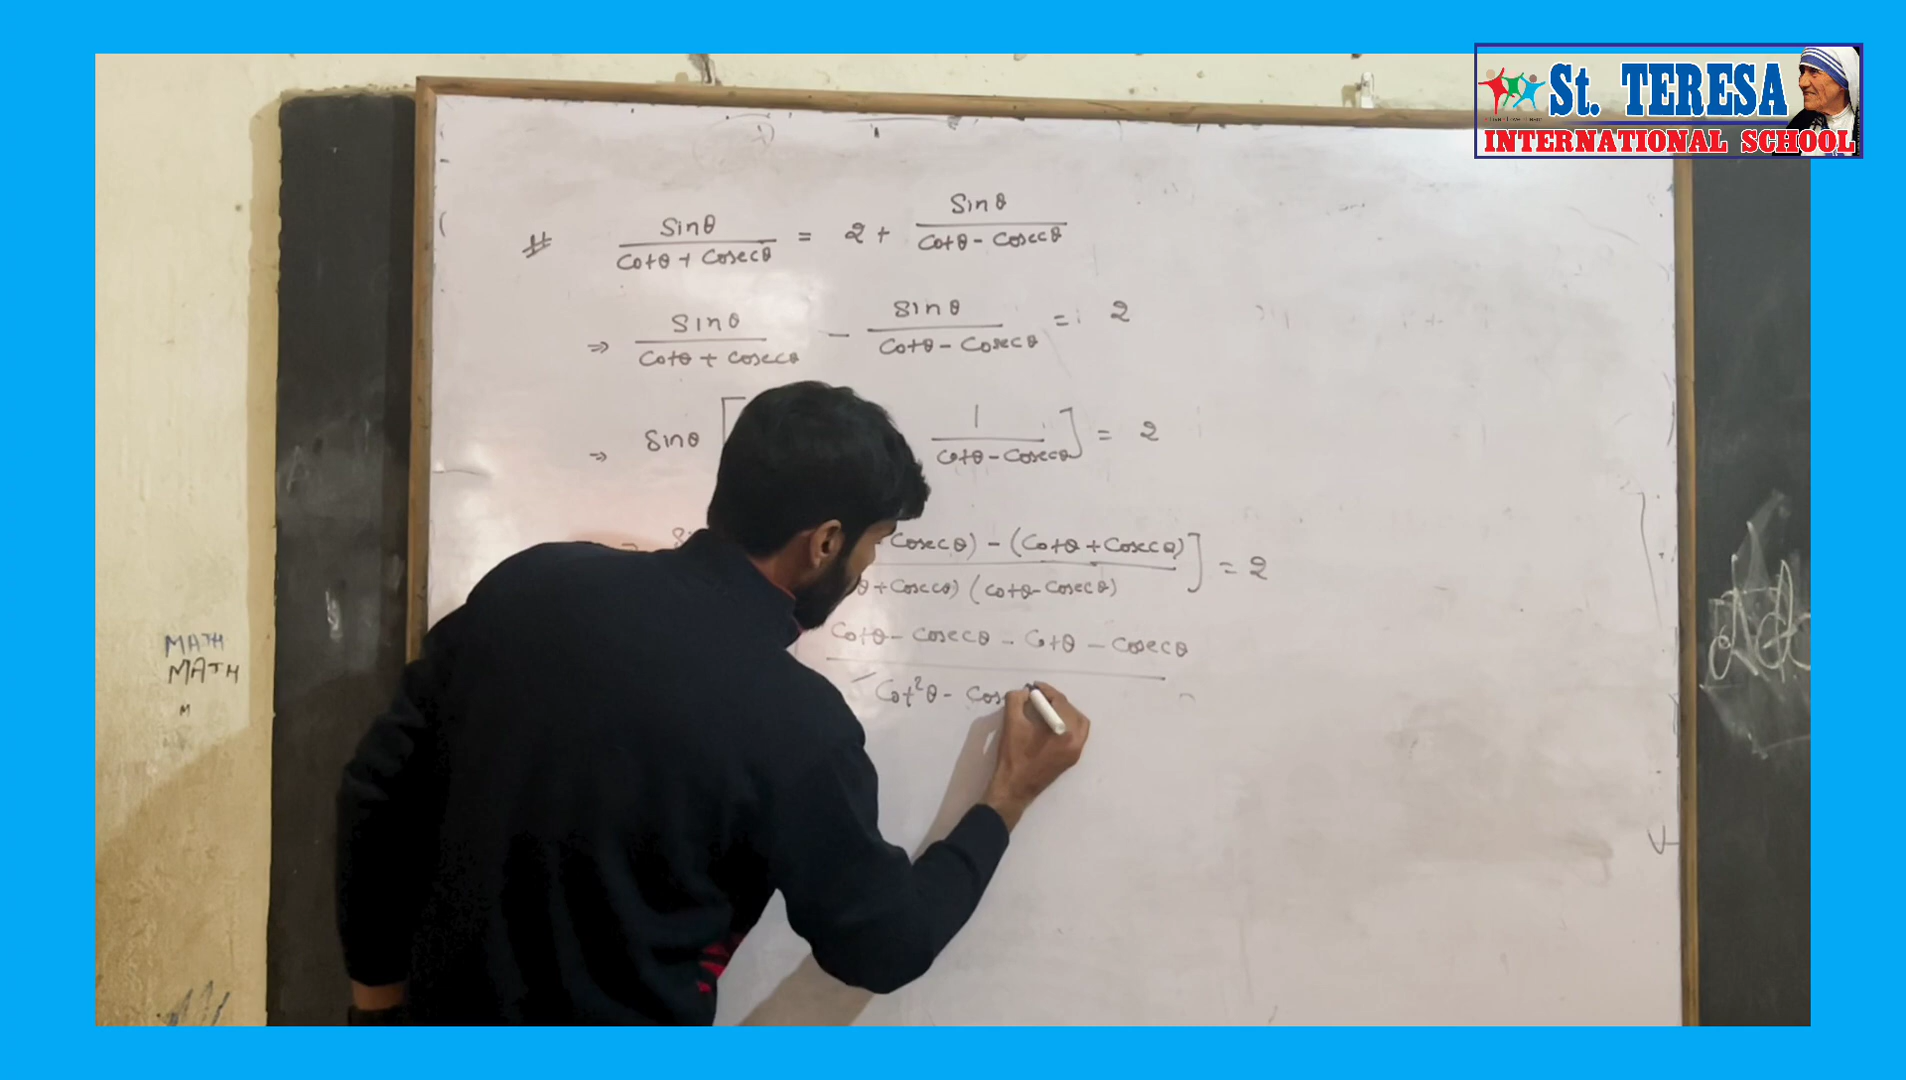 St. TERESA
INTERNATIONAL SCHOOL
# Sinθ / Cotθ + Cosecθ = 2 + Sinθ / Cotθ - Cosecθ
⇒ Sinθ / Cotθ + Cosecθ - Sinθ / Cotθ - Cosecθ = 2
⇒ Sinθ [ 1 / Cotθ - Cosecθ ] = 2
Cosecθ) - (Cotθ + Cosecθ) ] = 2
θ + Cosecθ) (Cotθ - Cosecθ)
Cotθ - Cosecθ - Cotθ - Cosecθ
Cot²θ - Cos
MATH
MATH
M